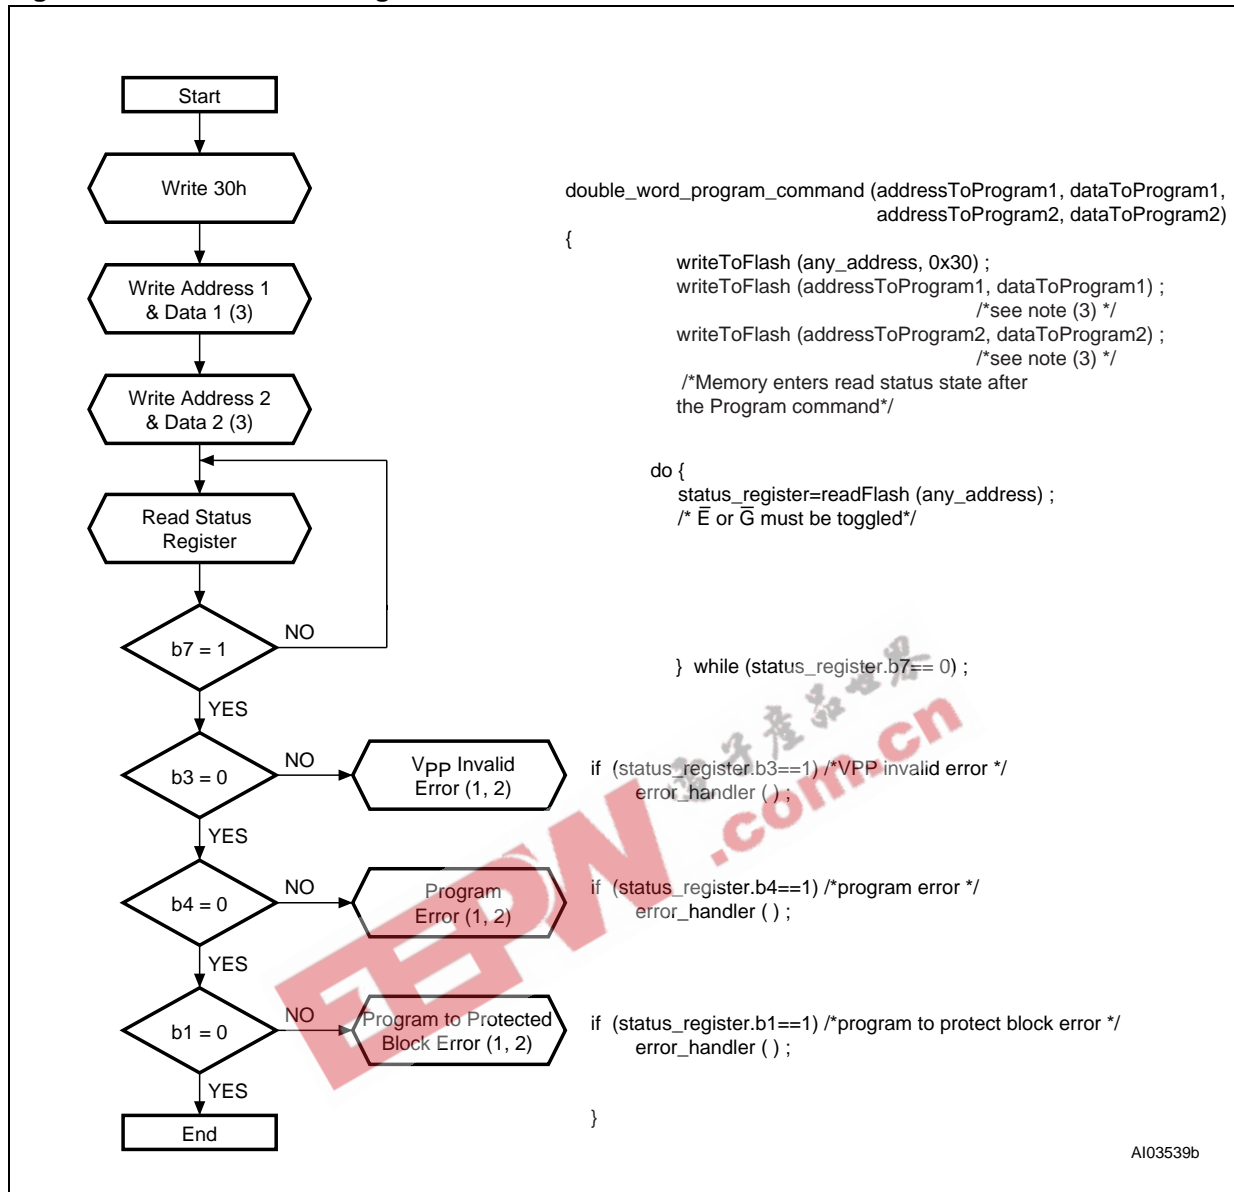 Start
Write 30h
Write Address 1
& Data 1 (3)
Write Address 2
& Data 2 (3)
Read Status
Register
b7 = 1
NO
YES
b3 = 0
NO
VPP Invalid
Error (1, 2)
YES
b4 = 0
NO
Program
Error (1, 2)
YES
b1 = 0
NO
Program to Protected
Block Error (1, 2)
YES
End
double_word_program_command (addressToProgram1, dataToProgram1,
addressToProgram2, dataToProgram2)
{
writeToFlash (any_address, 0x30) ;
writeToFlash (addressToProgram1, dataToProgram1) ;
/*see note (3) */
writeToFlash (addressToProgram2, dataToProgram2) ;
/*see note (3) */
/*Memory enters read status state after
the Program command*/
do {
status_register=readFlash (any_address) ;
/* E̅ or G̅ must be toggled*/
} while (status_register.b7== 0) ;
if (status_register.b3==1) /*VPP invalid error */
error_handler ( ) ;
if (status_register.b4==1) /*program error */
error_handler ( ) ;
if (status_register.b1==1) /*program to protect block error */
error_handler ( ) ;
}
AI03539b
EEPW
電子產品世界
.com.cn